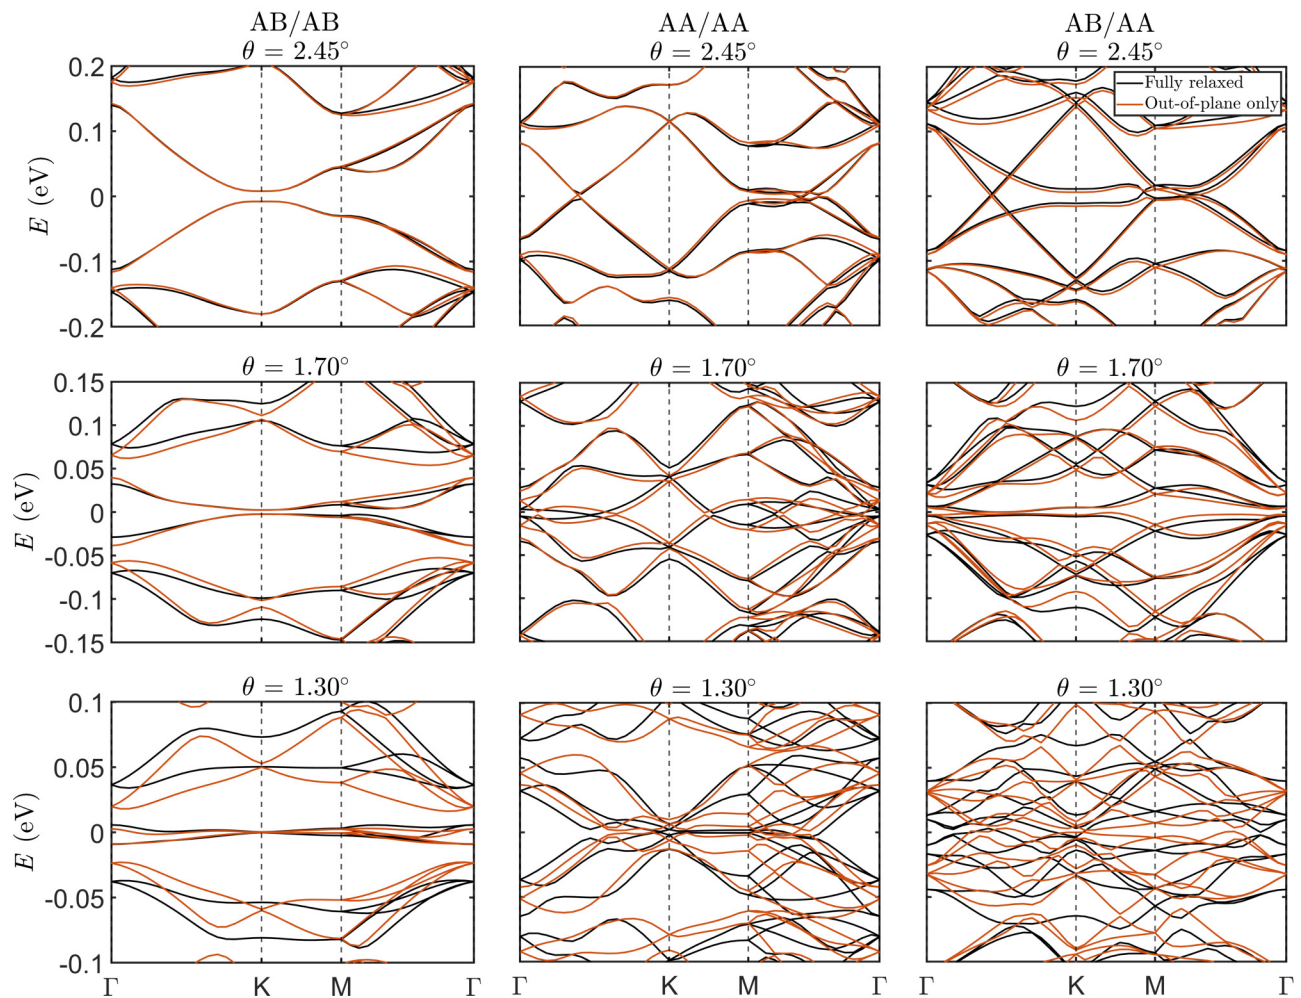 AB/AB AA/AA AB/AA
θ = 2.45° θ = 2.45° θ = 2.45°
Fully relaxed
Out-of-plane only
0.2
0.1
0
-0.1
-0.2
E (eV)
θ = 1.70° θ = 1.70° θ = 1.70°
0.15
0.1
0.05
0
-0.05
-0.1
-0.15
E (eV)
θ = 1.30° θ = 1.30° θ = 1.30°
0.1
0.05
0
-0.05
-0.1
E (eV)
Γ K M Γ Γ K M Γ Γ K M Γ